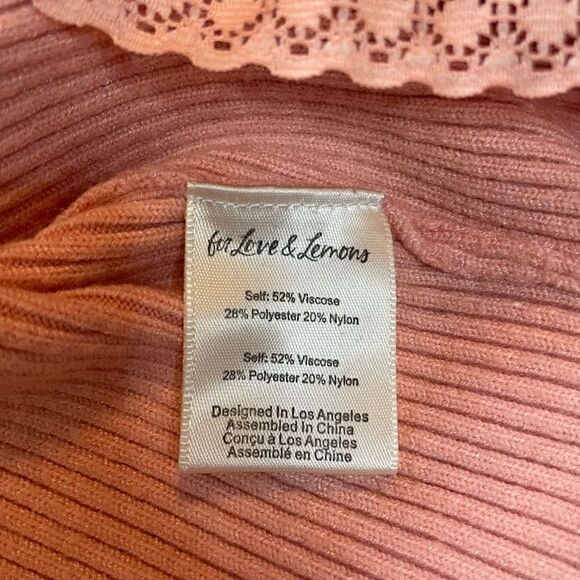 for Love & Lemons
Self: 52% Viscose
28% Polyester 20% Nylon
Self: 52% Viscose
28% Polyester 20% Nylon
Designed In Los Angeles
Assembled In China
Conçu à Los Angeles
Assemblé en Chine